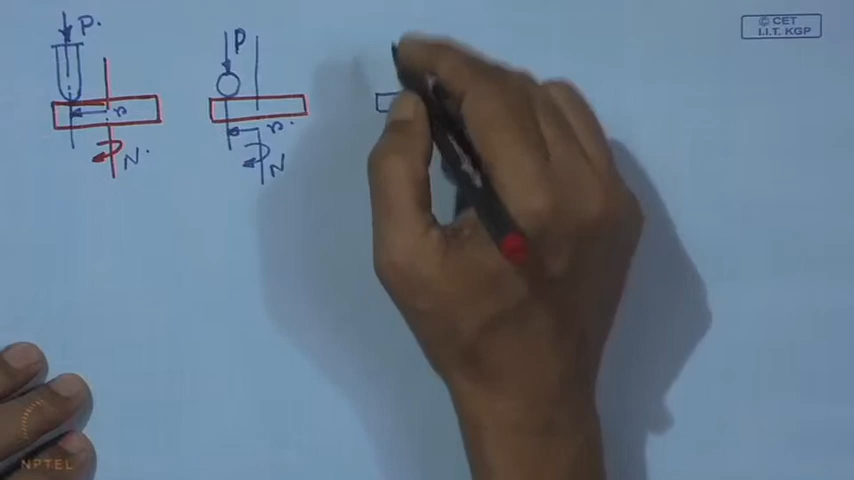 P.
r
N.
P
r.
N
© CET
I.I.T. KGP
NPTEL